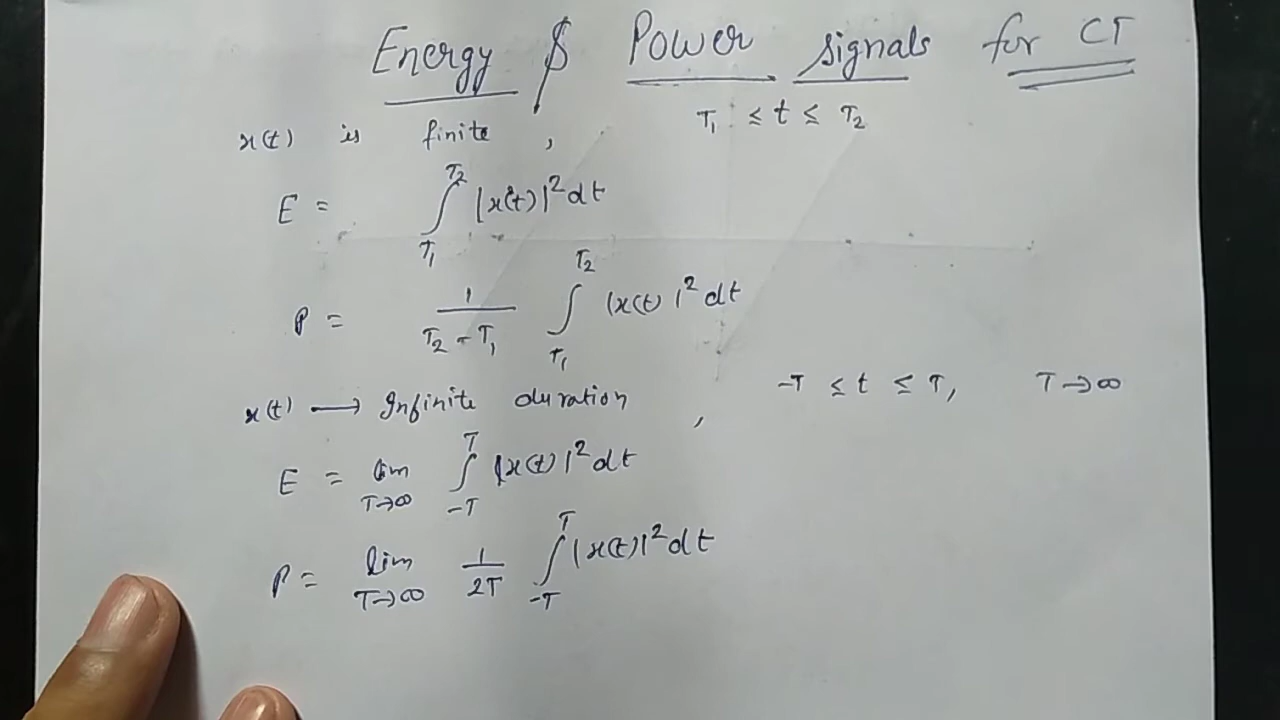 Energy & Power signals for CT
x(t) is finite , T₁ ≤ t ≤ T₂
E = ∫_{T₁}^{T₂} |x(t)|² dt
P = 1/(T₂ - T₁) ∫_{T₁}^{T₂} |x(t)|² dt
x(t) → Infinite duration , -T ≤ t ≤ T, T→∞
E = lim_{T→∞} ∫_{-T}^{T} |x(t)|² dt
P = lim_{T→∞} 1/2T ∫_{-T}^{T} |x(t)|² dt